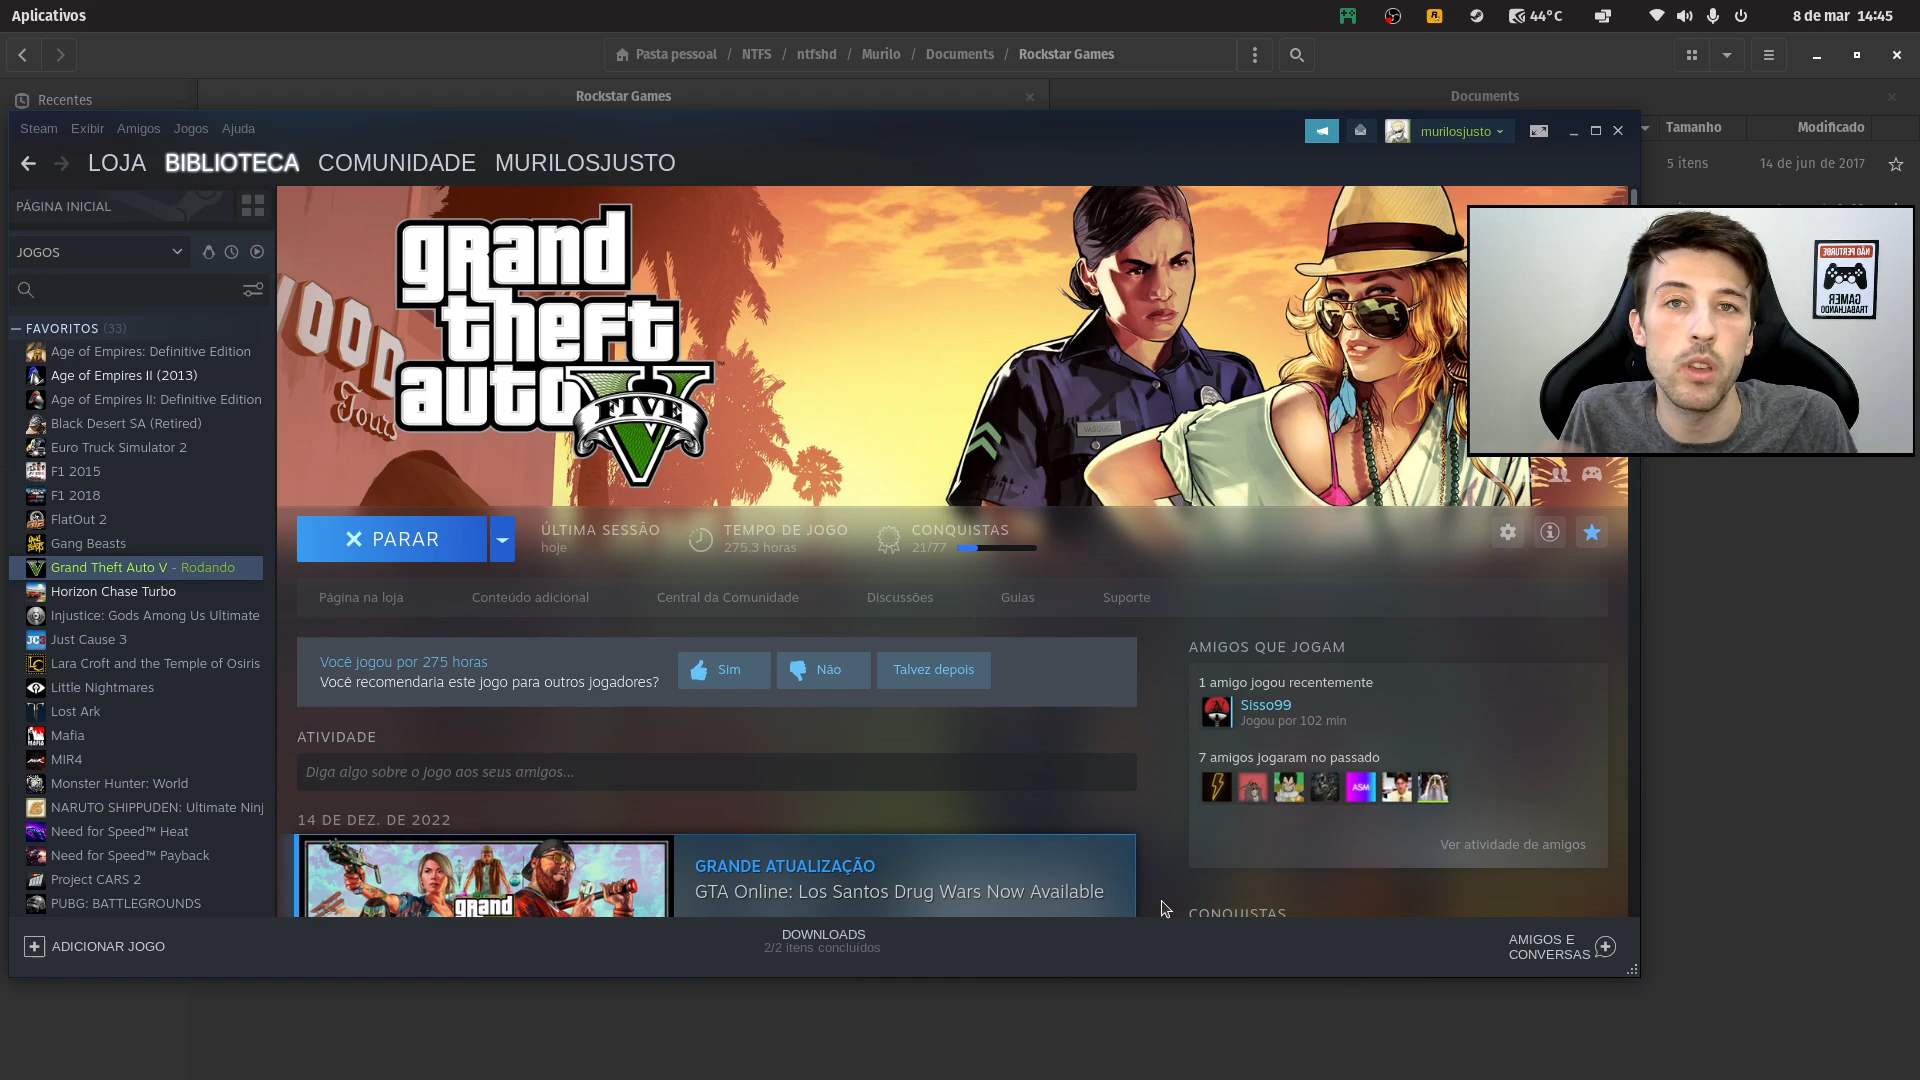 Aplicativos
44°C
8 de mar 14:45
Pasta pessoal / NTFS / ntfshd / Murilo / Documents / Rockstar Games
Recentes
Rockstar Games
Documents
Tamanho
Modificado
5 itens
14 de jun de 2017
Steam Exibir Amigos Jogos Ajuda
murilosjusto
LOJA BIBLIOTECA COMUNIDADE MURILOSJUSTO
PÁGINA INICIAL
JOGOS
FAVORITOS (33)
Age of Empires: Definitive Edition
Age of Empires II (2013)
Age of Empires II: Definitive Edition
Black Desert SA (Retired)
Euro Truck Simulator 2
F1 2015
F1 2018
FlatOut 2
Gang Beasts
Grand Theft Auto V - Rodando
Horizon Chase Turbo
Injustice: Gods Among Us Ultimate
Just Cause 3
Lara Croft and the Temple of Osiris
Little Nightmares
Lost Ark
Mafia
MIR4
Monster Hunter: World
NARUTO SHIPPUDEN: Ultimate Ninj
Need for Speed™ Heat
Need for Speed™ Payback
Project CARS 2
PUBG: BATTLEGROUNDS
grand
theft
auto V
FIVE
Tours
VASQUEZ
NÃO PERTURBE
GAMER
TRABALHANDO
PARAR
ÚLTIMA SESSÃO
hoje
TEMPO DE JOGO
275,3 horas
CONQUISTAS
21/77
Página na loja
Conteúdo adicional
Central da Comunidade
Discussões
Guias
Suporte
Você jogou por 275 horas
Você recomendaria este jogo para outros jogadores?
Sim
Não
Talvez depois
ATIVIDADE
Diga algo sobre o jogo aos seus amigos...
14 DE DEZ. DE 2022
grand
GRANDE ATUALIZAÇÃO
GTA Online: Los Santos Drug Wars Now Available
AMIGOS QUE JOGAM
1 amigo jogou recentemente
Sisso99
Jogou por 102 min
7 amigos jogaram no passado
ASM
Ver atividade de amigos
CONQUISTAS
ADICIONAR JOGO
DOWNLOADS
2/2 itens concluídos
AMIGOS E
CONVERSAS